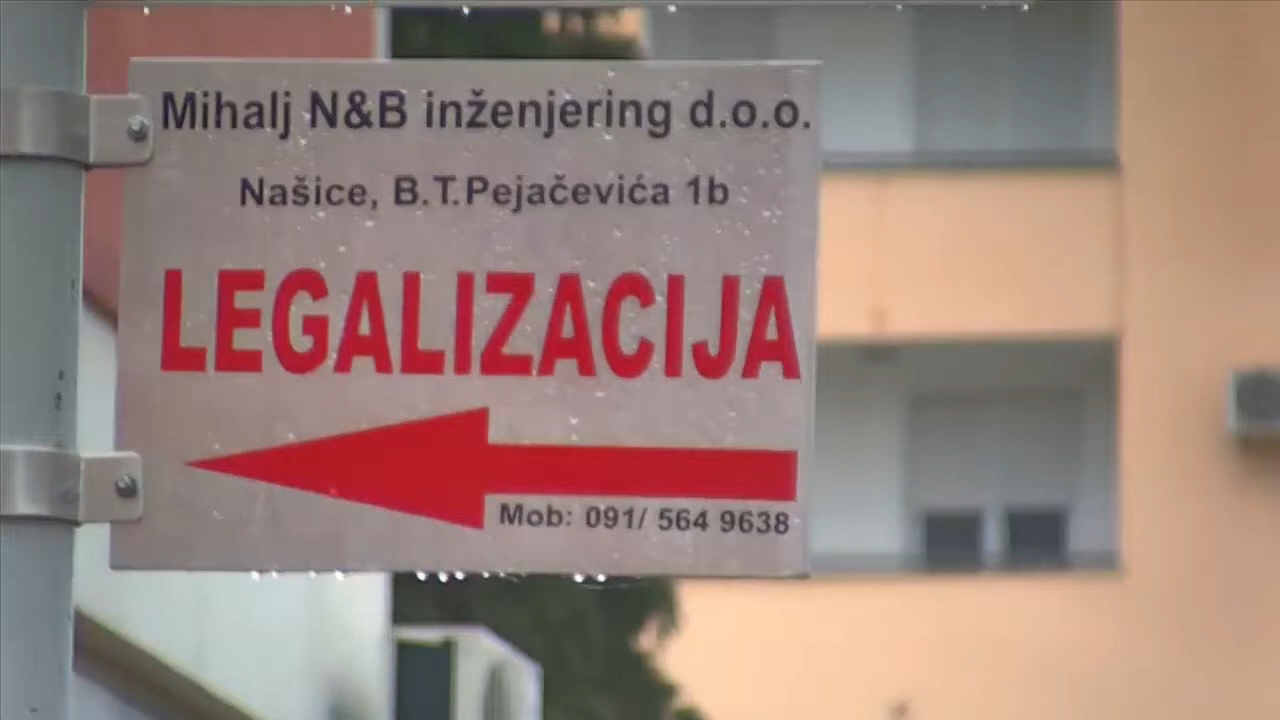 Mihalj N&B inženjering d.o.o.
Našice, B.T.Pejačevića 1b
LEGALIZACIJA
Mob: 091/ 564 9638